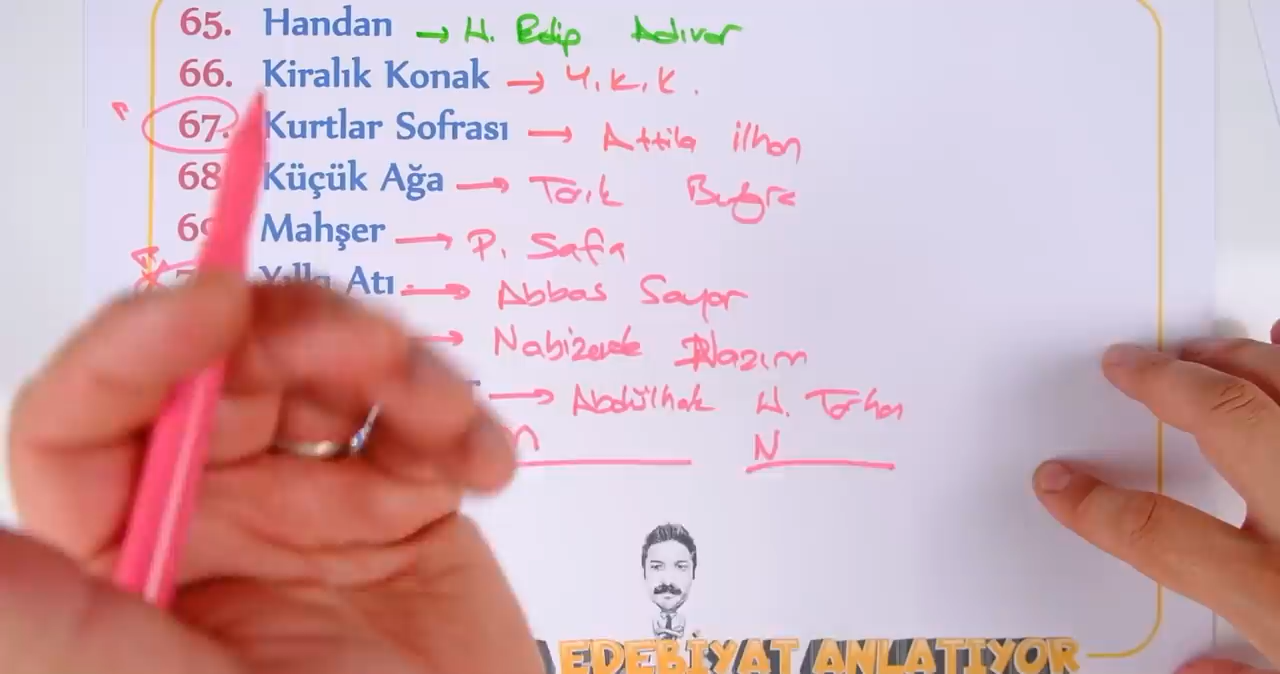 65. Handan → H. Edip Adıvar
66. Kiralık Konak → Y.K.K.
67. Kurtlar Sofrası → Attila ilhan
68 Küçük Ağa → Tarık Buğra
Mahşer → P. Safa
Atı → Abbas Sayar
→ Nabizade Nazım
→ Abdülhak H. Tarhan
n N
EDEBİYAT ANLATIYOR